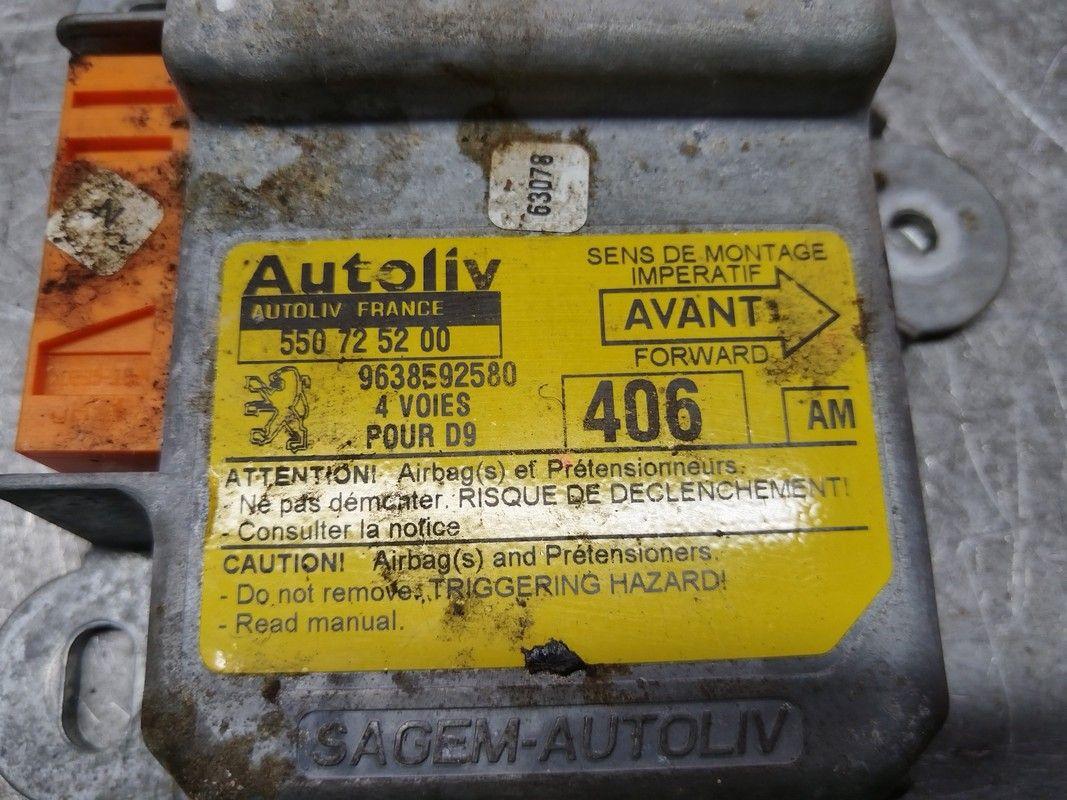 63078
Autoliv
AUTOLIV FRANCE
550 72 52 00
9638592580
4 VOIES
POUR D9
SENS DE MONTAGE
IMPERATIF
AVANT
FORWARD
406
AM
ATTENTION! Airbag(s) et Prétensionneurs.
- Ne pas démonter. RISQUE DE DECLENCHEMENT!
- Consulter la notice
CAUTION! Airbag(s) and Prétensioners.
- Do not remove. TRIGGERING HAZARD!
- Read manual.
SAGEM-AUTOLIV